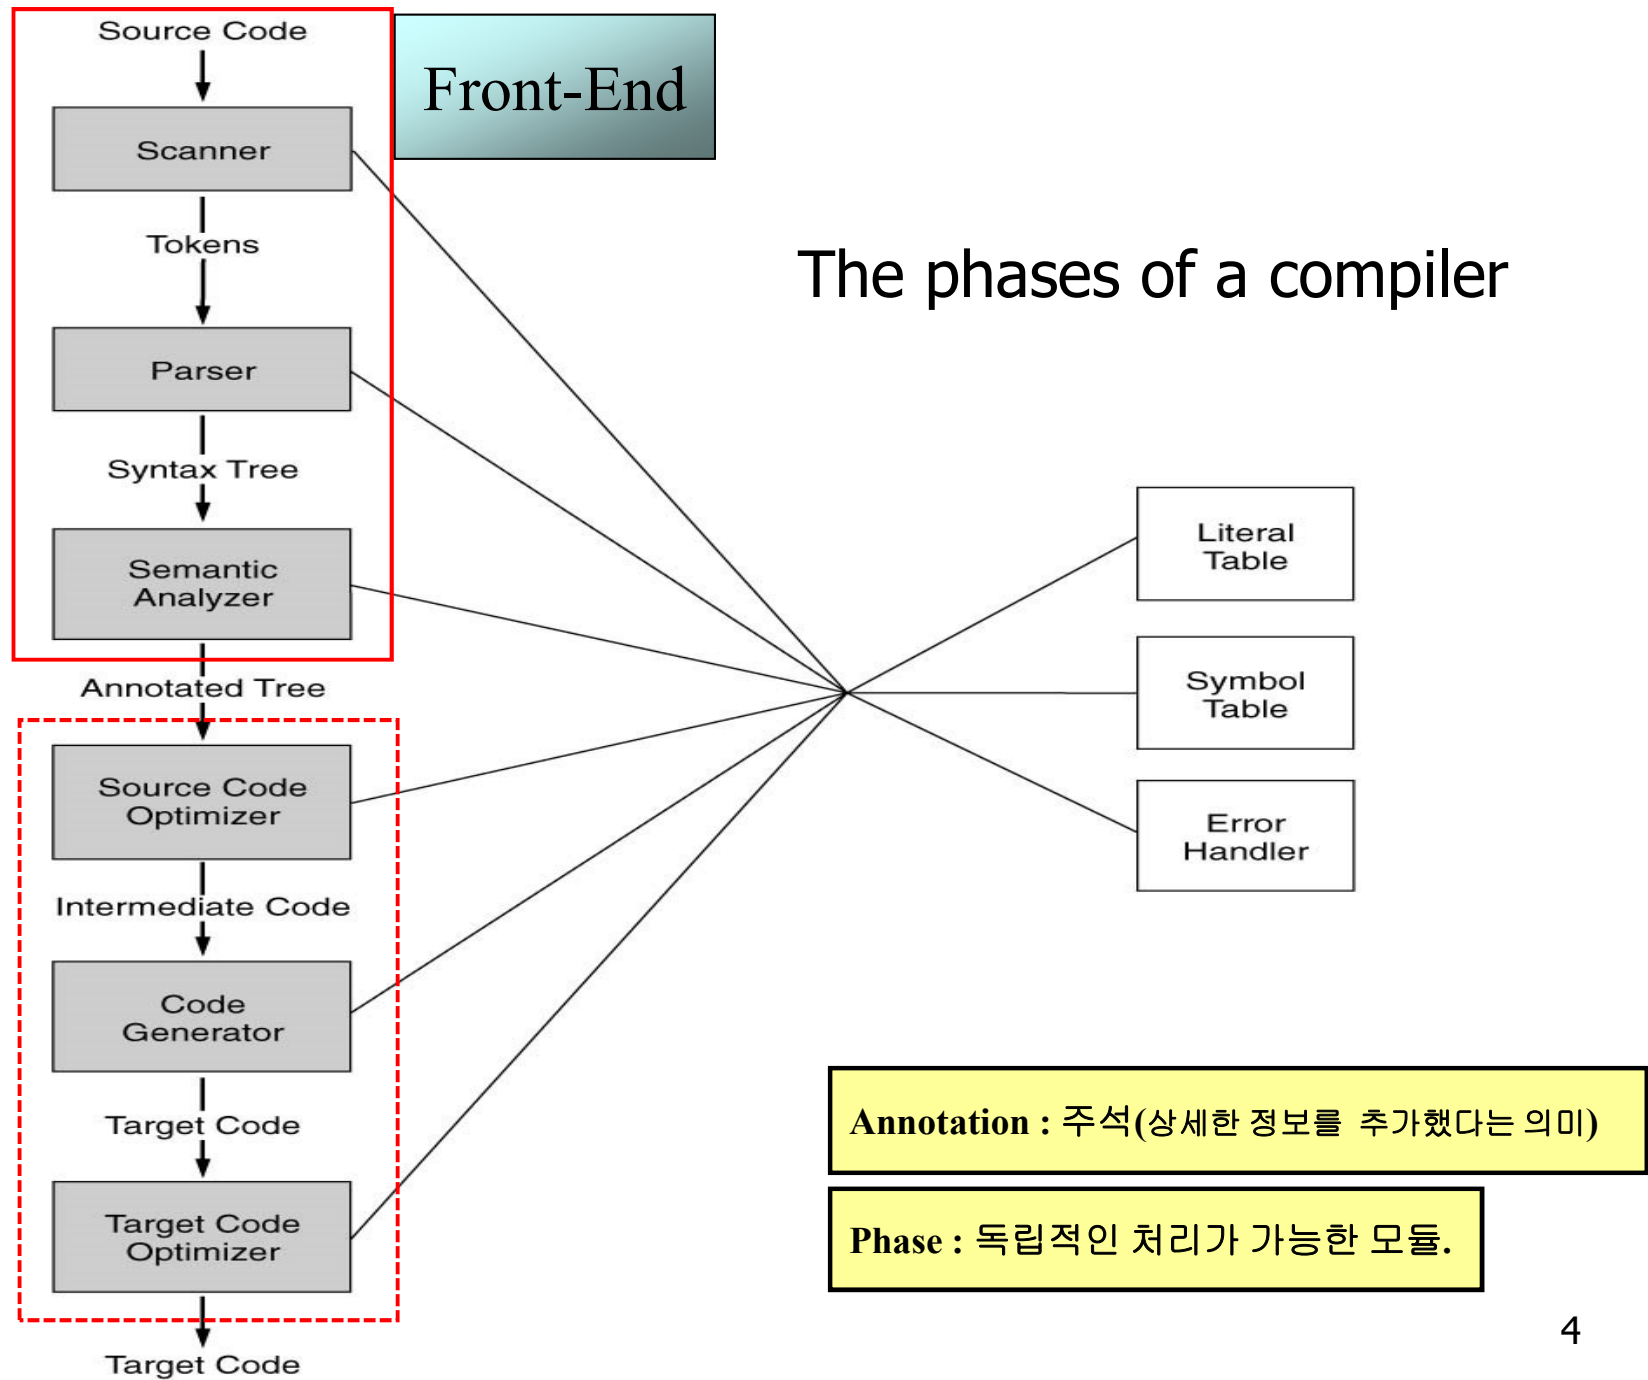 Source Code
Front-End
Scanner
Tokens
The phases of a compiler
Parser
Syntax Tree
Semantic
Analyzer
Annotated Tree
Source Code
Optimizer
Intermediate Code
Code
Generator
Target Code
Target Code
Optimizer
Target Code
Literal
Table
Symbol
Table
Error
Handler
Annotation : 주석(상세한 정보를 추가했다는 의미)
Phase : 독립적인 처리가 가능한 모듈.
4